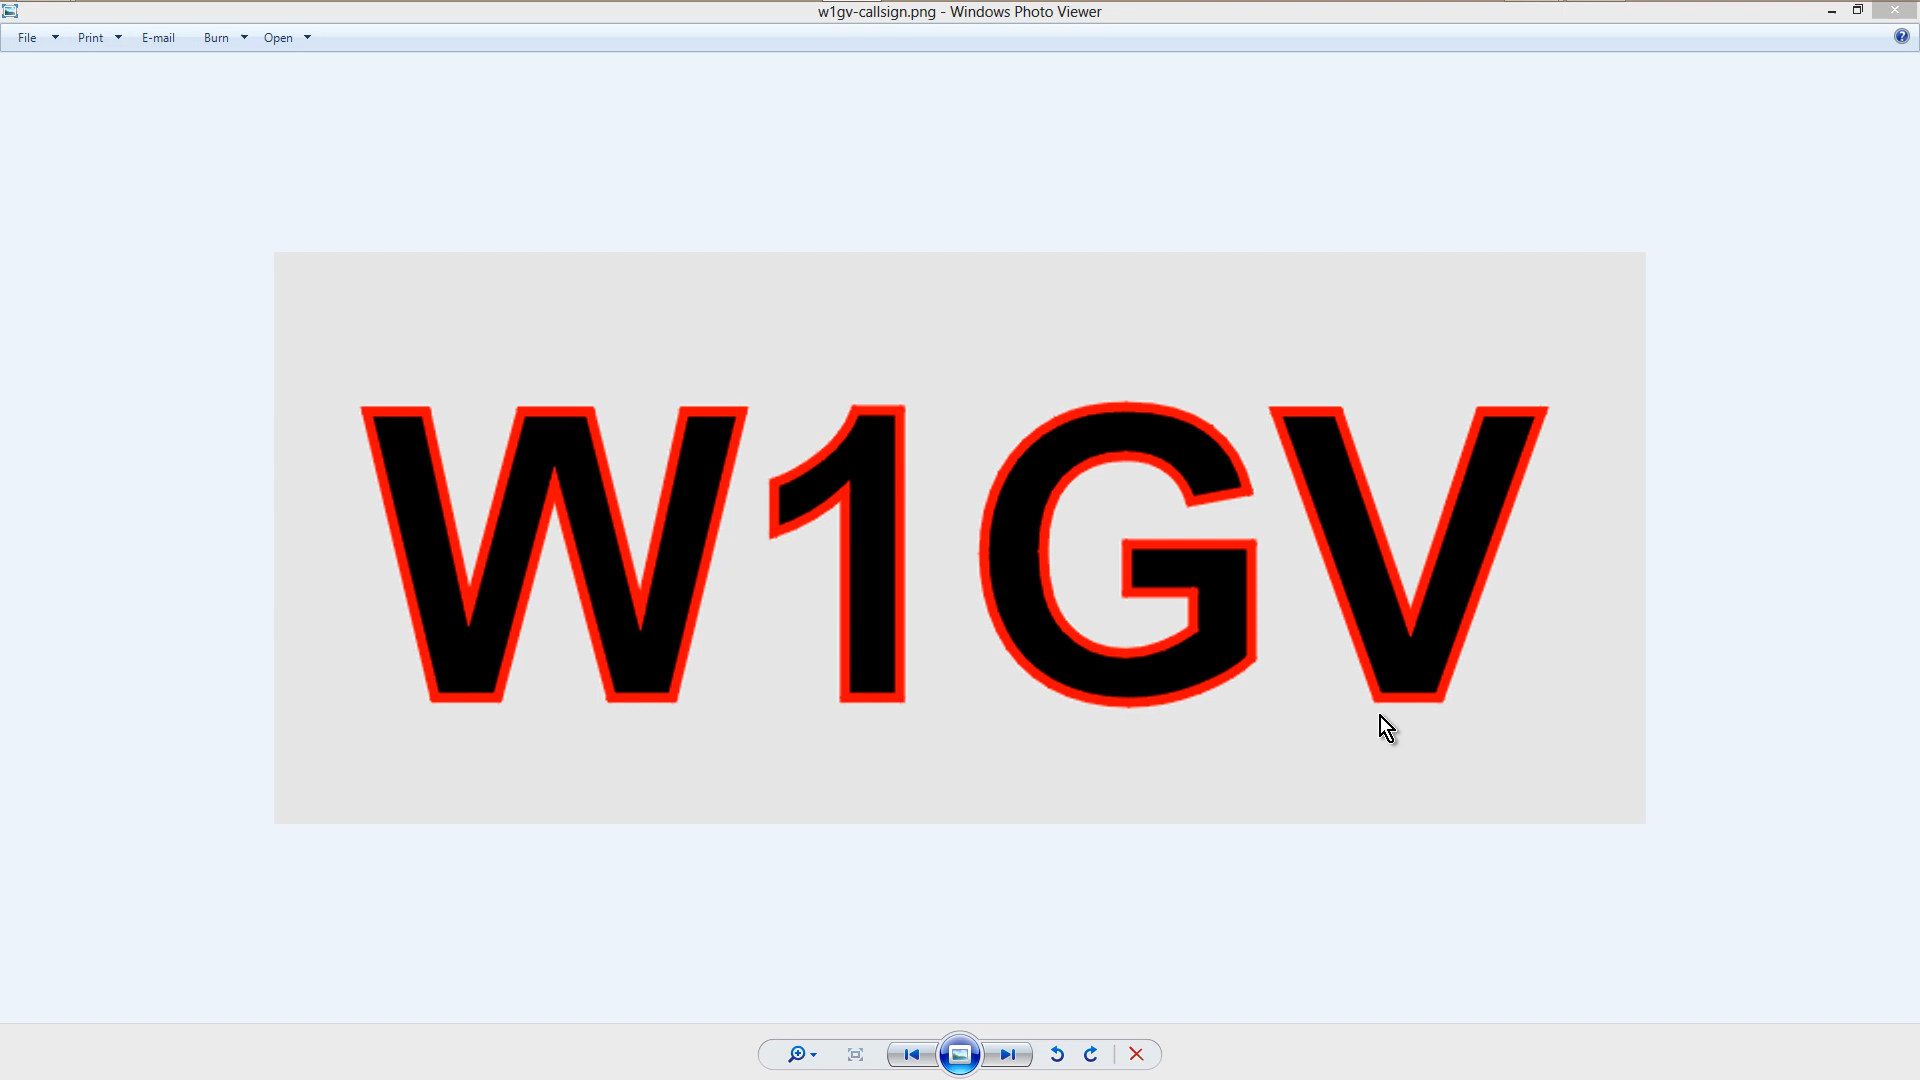 w1gv-callsign.png - Windows Photo Viewer
File Print E-mail Burn Open
W1GV